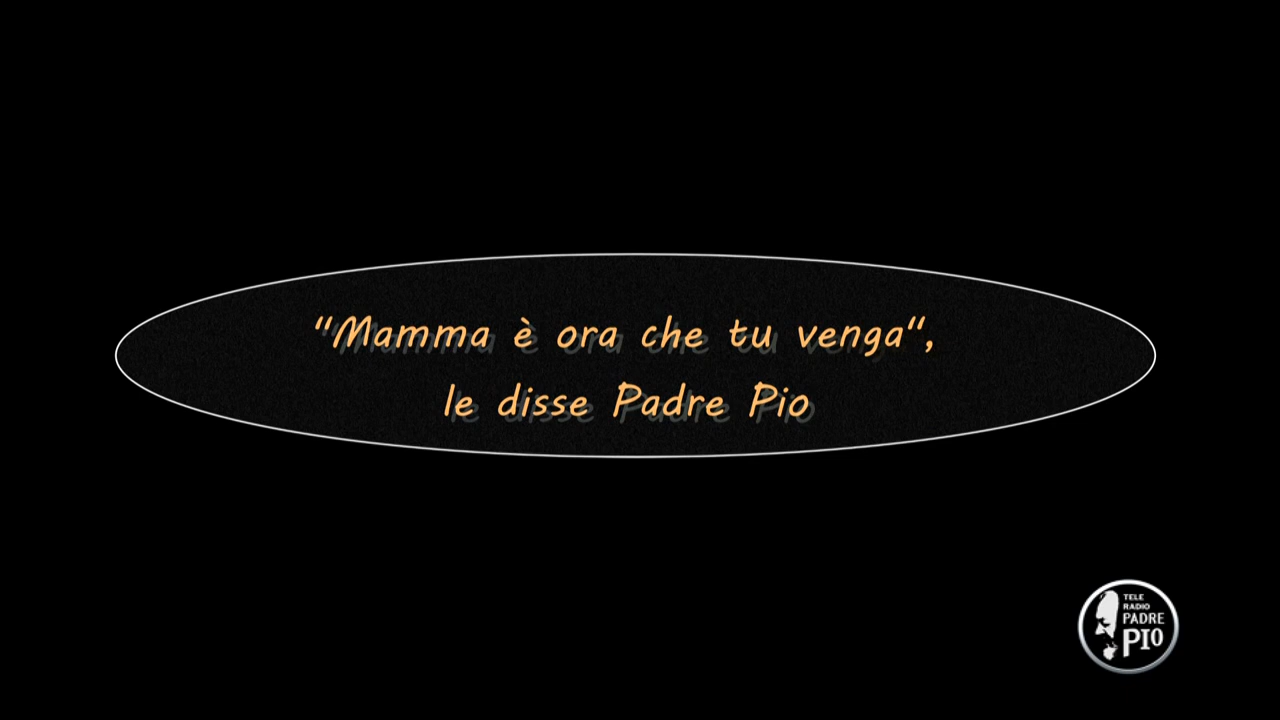 “Mamma è ora che tu venga“,
le disse Padre Pio
TELE
RADIO
PADRE
PIO